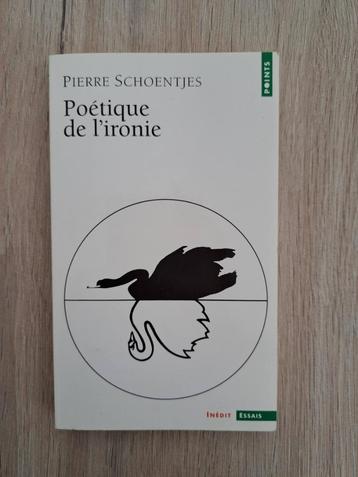 POINTS
PIERRE SCHOENTJES
Poétique
de l'ironie
INÉDIT ESSAIS